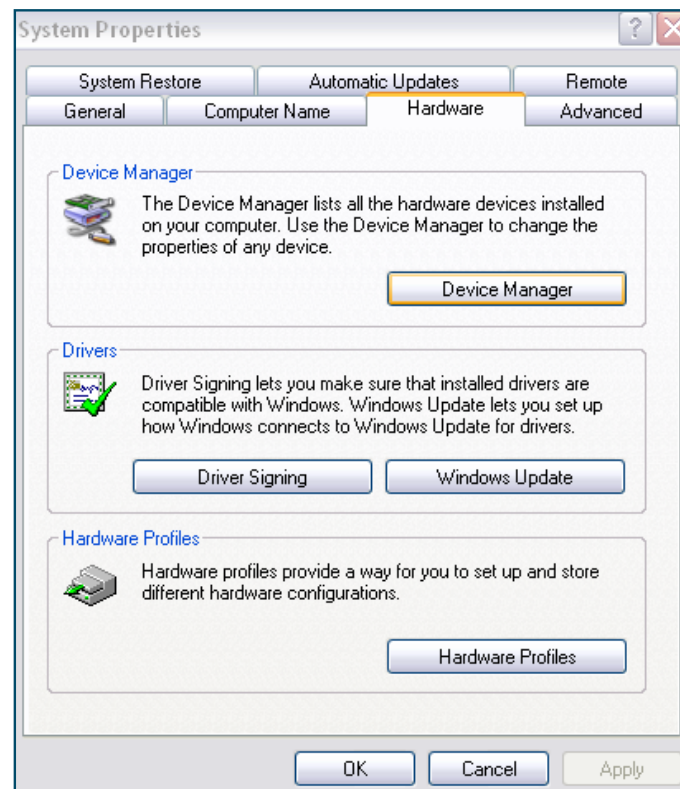 System Properties
?
System Restore
Automatic Updates
Remote
General
Computer Name
Hardware
Advanced
Device Manager
The Device Manager lists all the hardware devices installed
on your computer. Use the Device Manager to change the
properties of any device.
Device Manager
Drivers
Driver Signing lets you make sure that installed drivers are
compatible with Windows. Windows Update lets you set up
how Windows connects to Windows Update for drivers.
Driver Signing
Windows Update
Hardware Profiles
Hardware profiles provide a way for you to set up and store
different hardware configurations.
Hardware Profiles
OK
Cancel
Apply